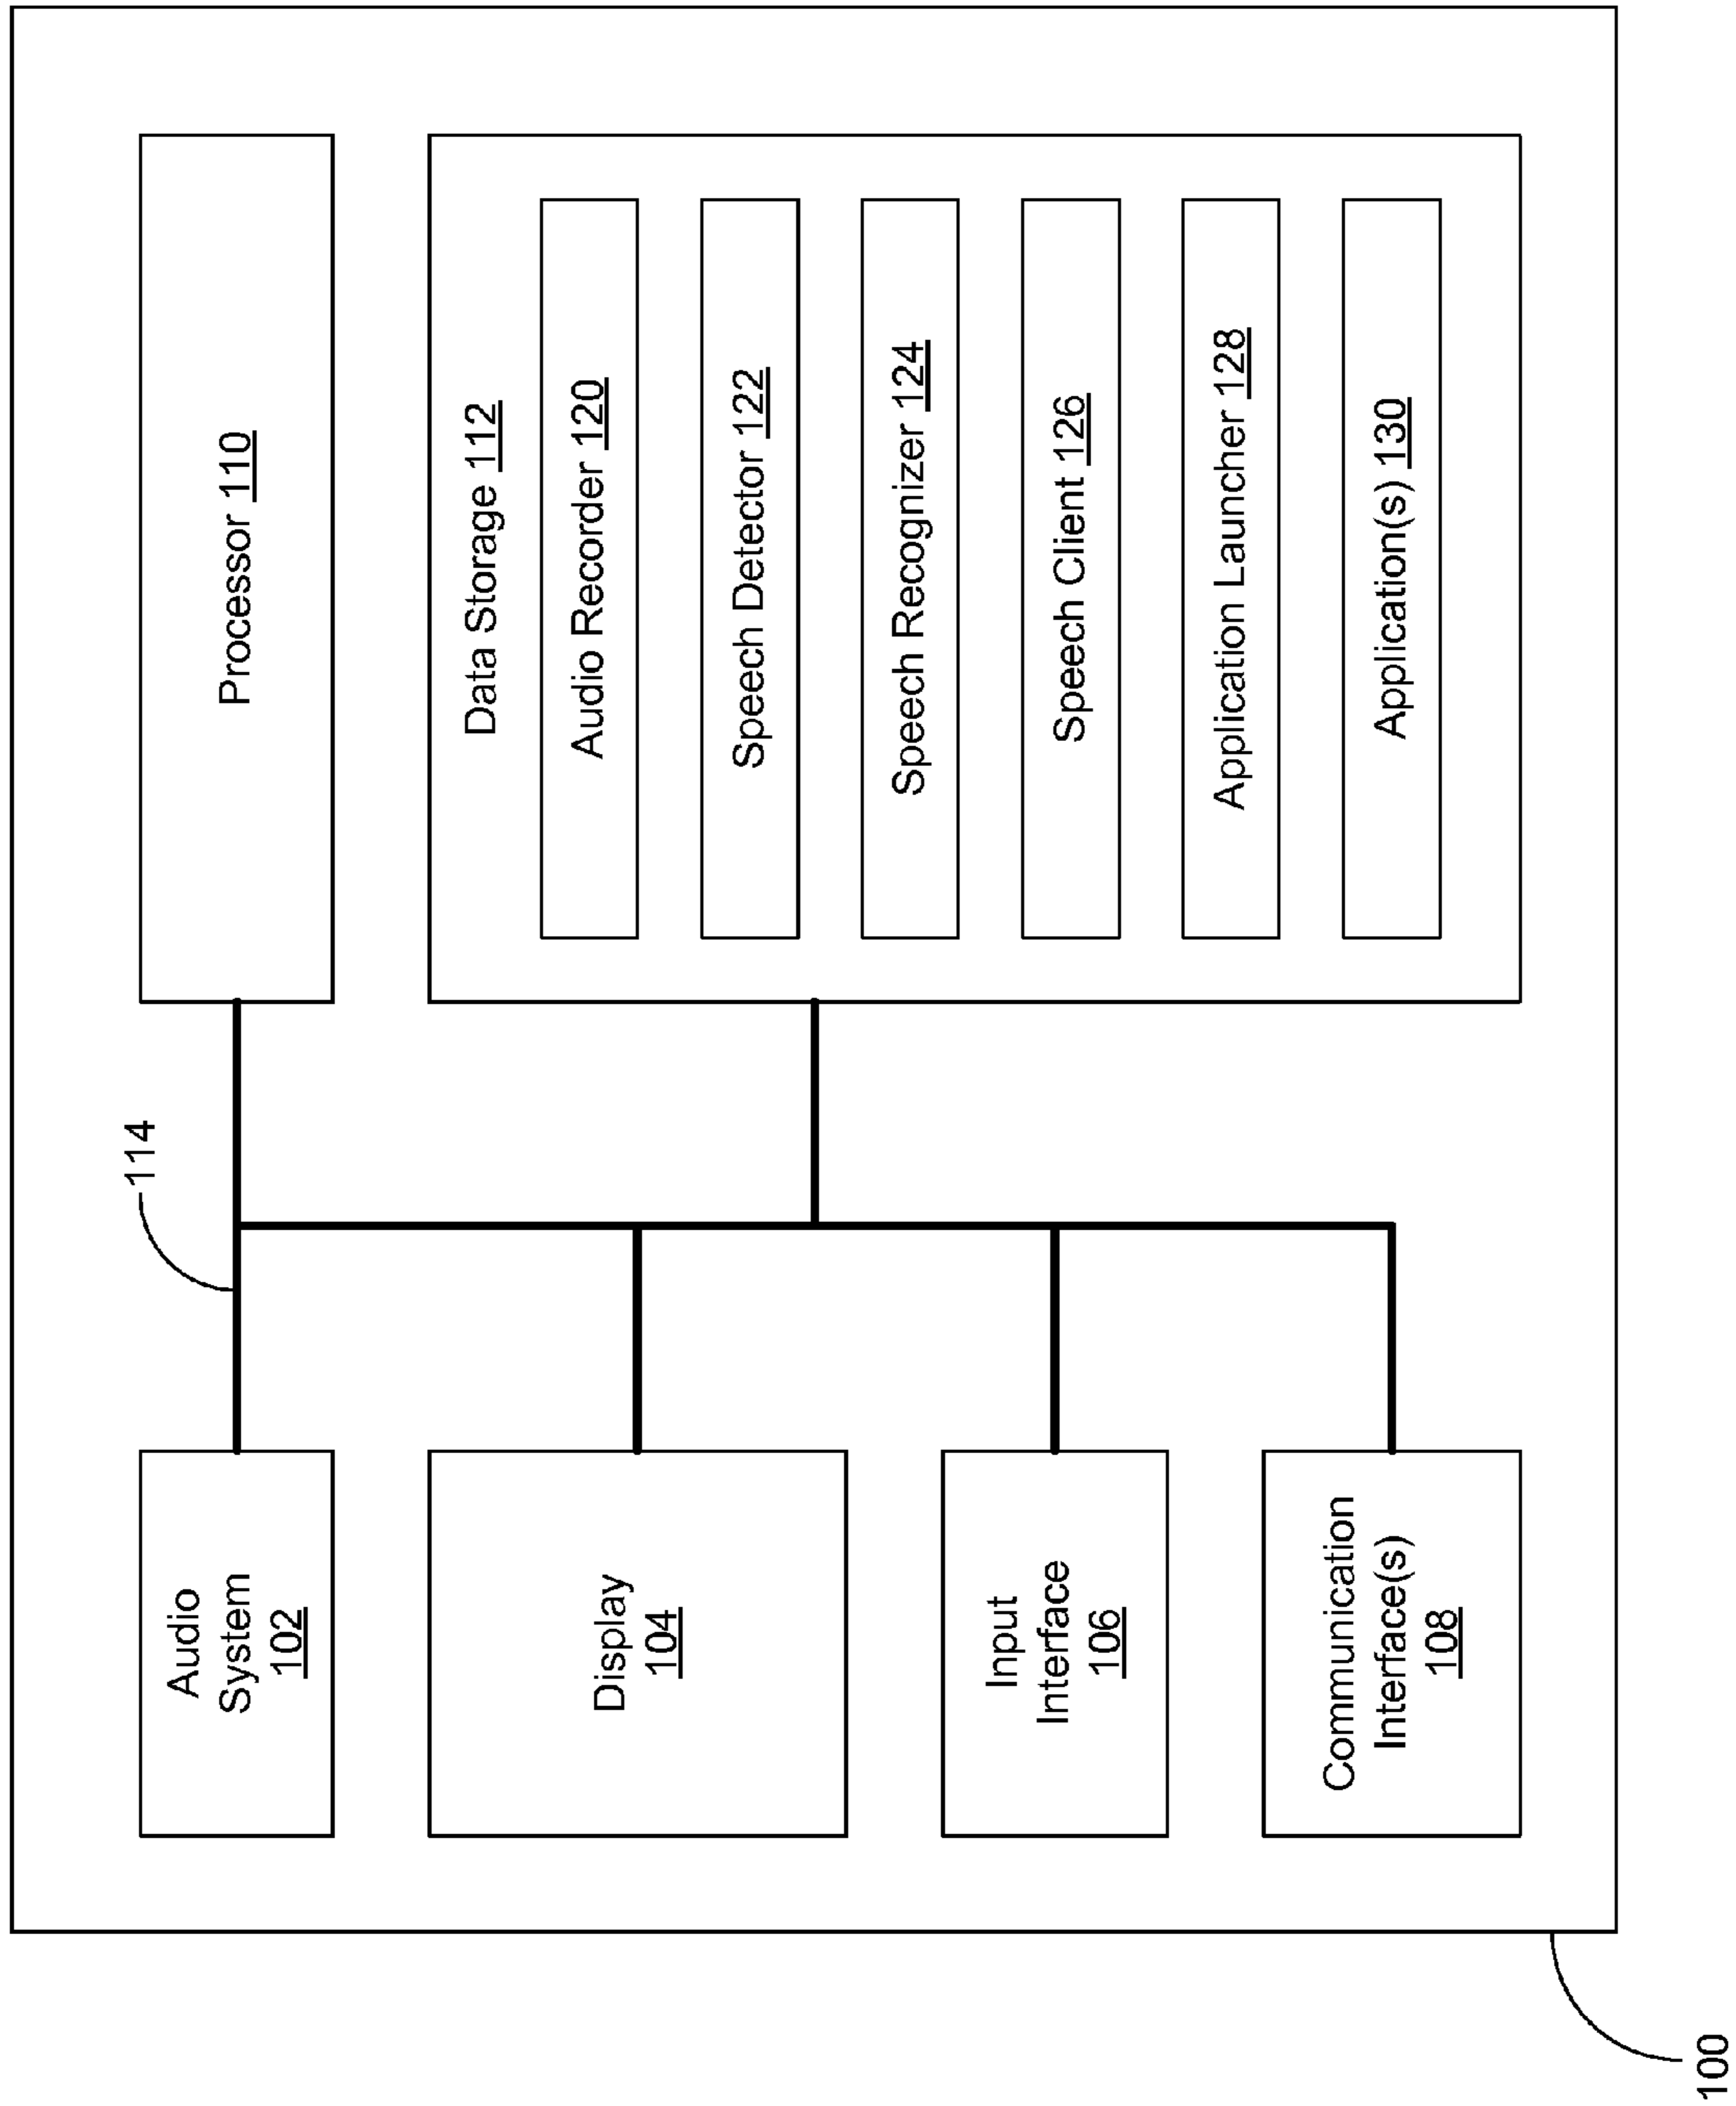 100
114
Audio
System
102
Display
104
Input
Interface
106
Communication
Interface(s)
108
Processor 110
Data Storage 112
Audio Recorder 120
Speech Detector 122
Speech Recognizer 124
Speech Client 126
Application Launcher 128
Application(s) 130